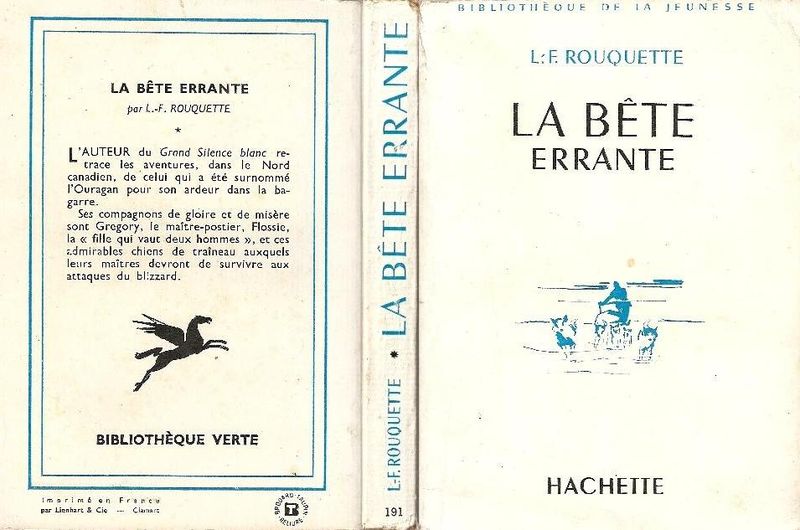 LA BÊTE ERRANTE
par L.-F. ROUQUETTE
*
L'AUTEUR du Grand Silence blanc re-
trace les aventures, dans le Nord
canadien, de celui qui a été surnommé
l'Ouragan pour son ardeur dans la ba-
garre.
Ses compagnons de gloire et de misère
sont Gregory, le maître-postier, Flossie,
la « fille qui vaut deux hommes », et ces
admirables chiens de traîneau auxquels
leurs maîtres devront de survivre aux
attaques du blizzard.
BIBLIOTHÈQUE VERTE
Imprimé en France
par Lienhart & Cie — Clamart
RELIURE
L.-F. ROUQUETTE * LA BÊTE ERRANTE
191
BIBLIOTHÈQUE DE LA JEUNESSE
L.-F. ROUQUETTE
LA BÊTE
ERRANTE
HACHETTE